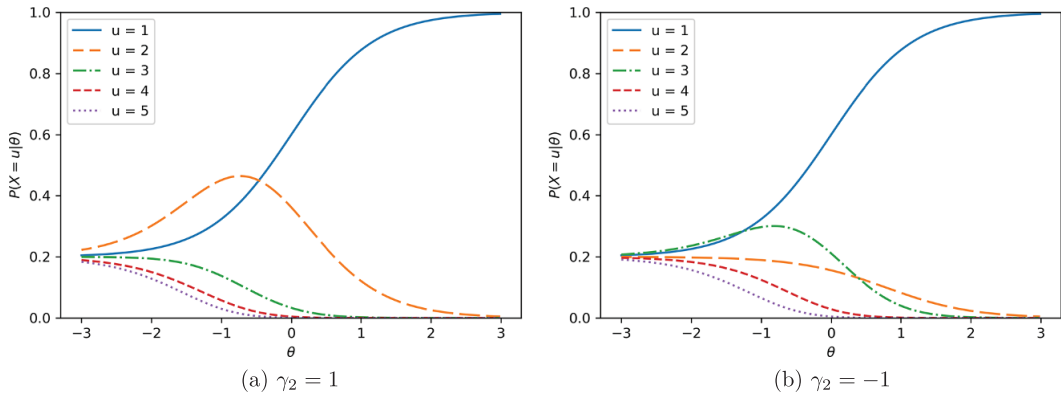 1.0
0.8
0.6
0.4
0.2
0.0
P(X = u|θ)
u = 1
u = 2
u = 3
u = 4
u = 5
−3 −2 −1 0 1 2 3
θ
(a) γ₂ = 1
1.0
0.8
0.6
0.4
0.2
0.0
P(X = u|θ)
u = 1
u = 2
u = 3
u = 4
u = 5
−3 −2 −1 0 1 2 3
θ
(b) γ₂ = −1